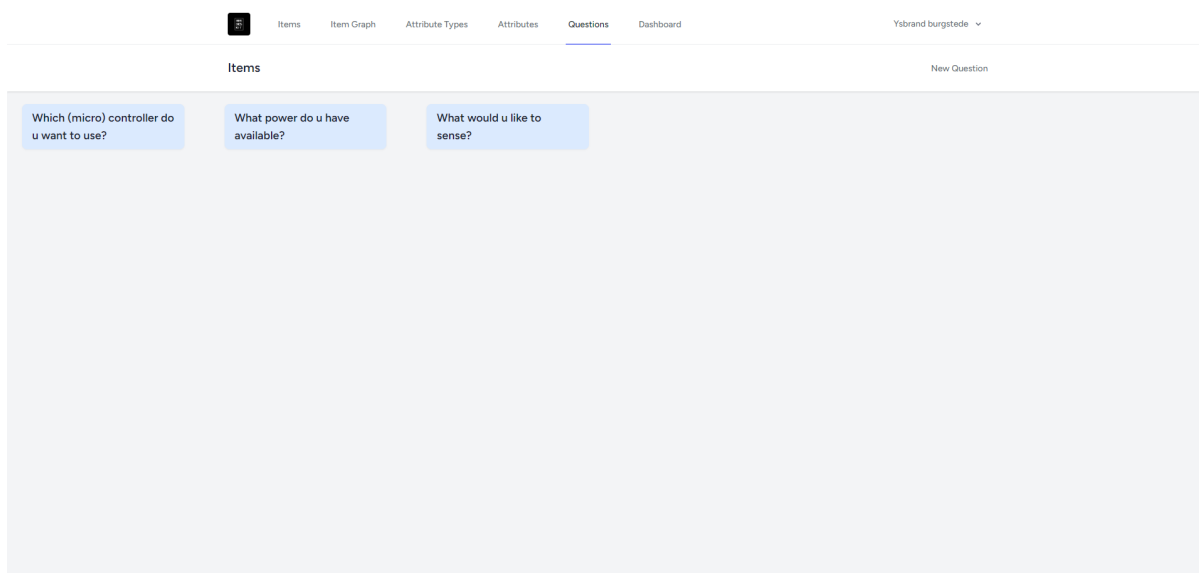 Items
Item Graph
Attribute Types
Attributes
Questions
Dashboard
Ysbrand burgstede
Items
New Question
Which (micro) controller do
u want to use?
What power do u have
available?
What would u like to
sense?